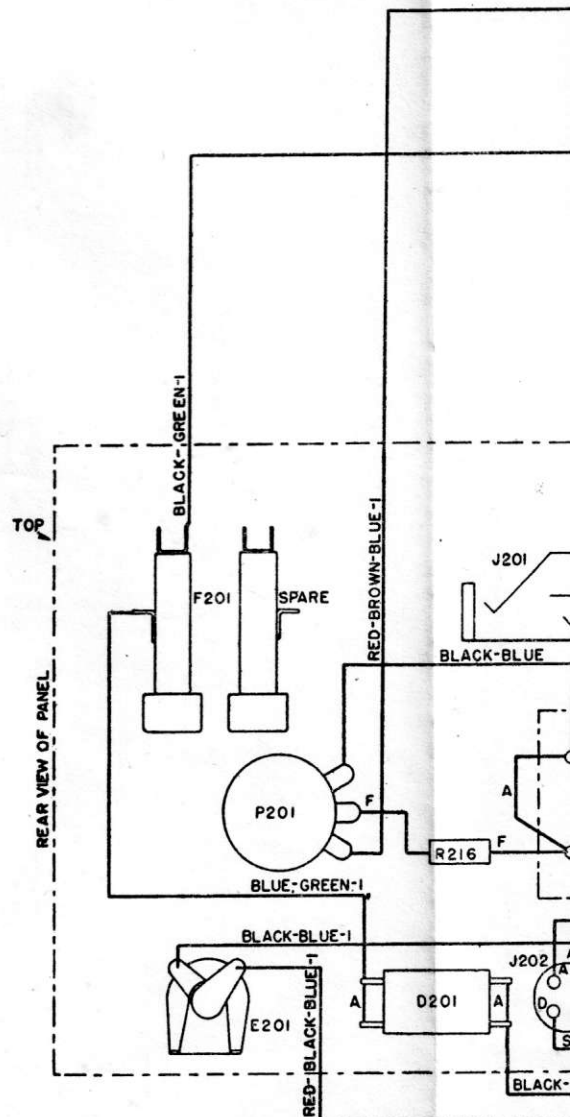 BLACK-GREEN-1
TOP
F201
SPARE
RED-BROWN-BLUE-1
J201
BLACK-BLUE
REAR VIEW OF PANEL
A
P201
F
R216
F
BLUE-GREEN-1
BLACK-BLUE-1
J202
A
A
D201
A
D
E201
RED-BLACK-BLUE-1
S
BLACK-